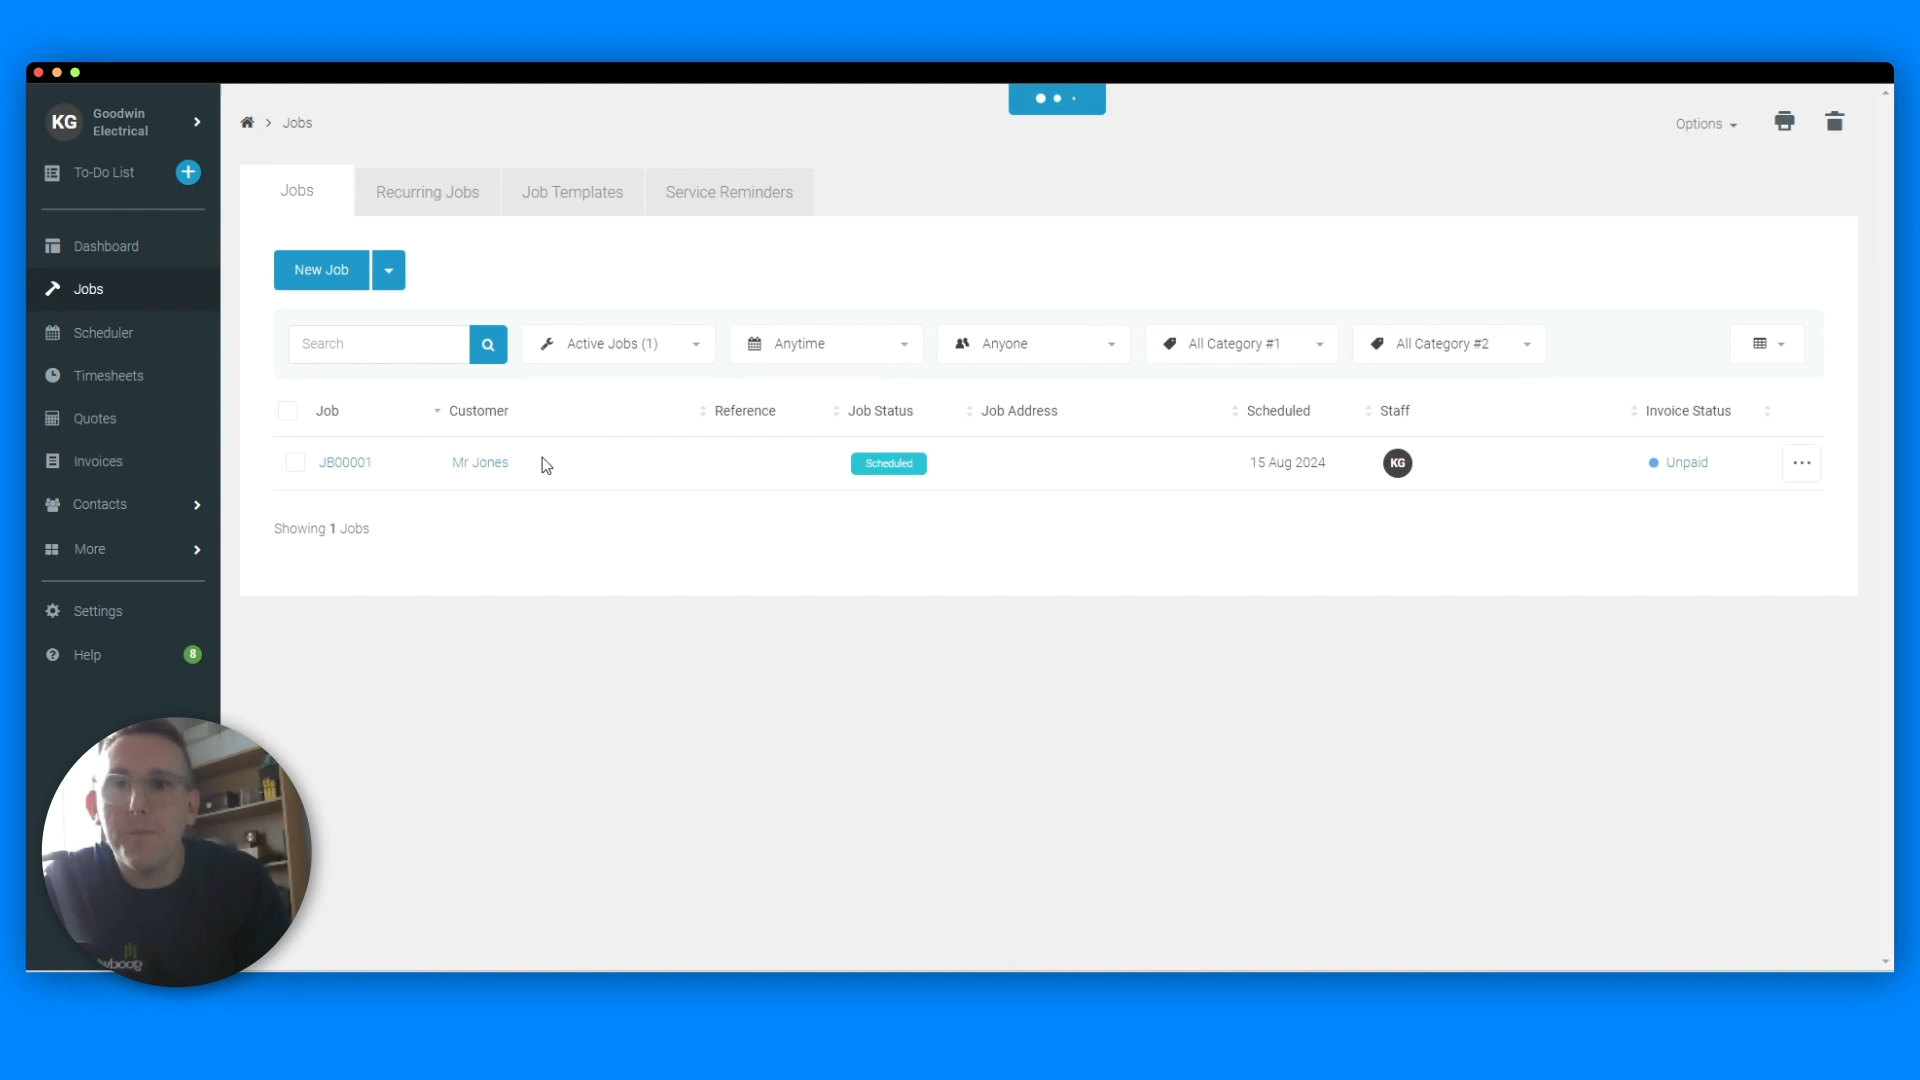 KG
Goodwin
Electrical
To-Do List
Dashboard
Jobs
Scheduler
Timesheets
Quotes
Invoices
Contacts
More
Settings
Help
8
Jobs
Options
Jobs
Recurring Jobs
Job Templates
Service Reminders
New Job
Search
Active Jobs (1)
Anytime
Anyone
All Category #1
All Category #2
Job
Customer
Reference
Job Status
Job Address
Scheduled
Staff
Invoice Status
JB00001
Mr Jones
Scheduled
15 Aug 2024
KG
Unpaid
Showing 1 Jobs